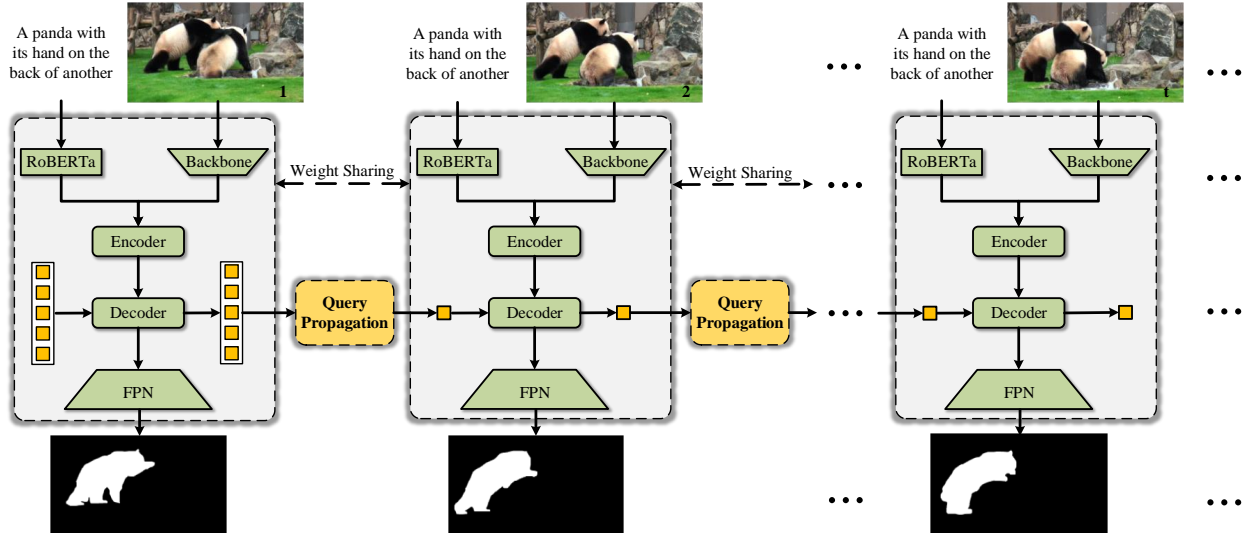 A panda with
its hand on the
back of another
1
A panda with
its hand on the
back of another
2
A panda with
its hand on the
back of another
t
RoBERTa
Backbone
Weight Sharing
RoBERTa
Backbone
Weight Sharing
RoBERTa
Backbone
Encoder
Encoder
Encoder
Decoder
Query
Propagation
Decoder
Query
Propagation
Decoder
FPN
FPN
FPN